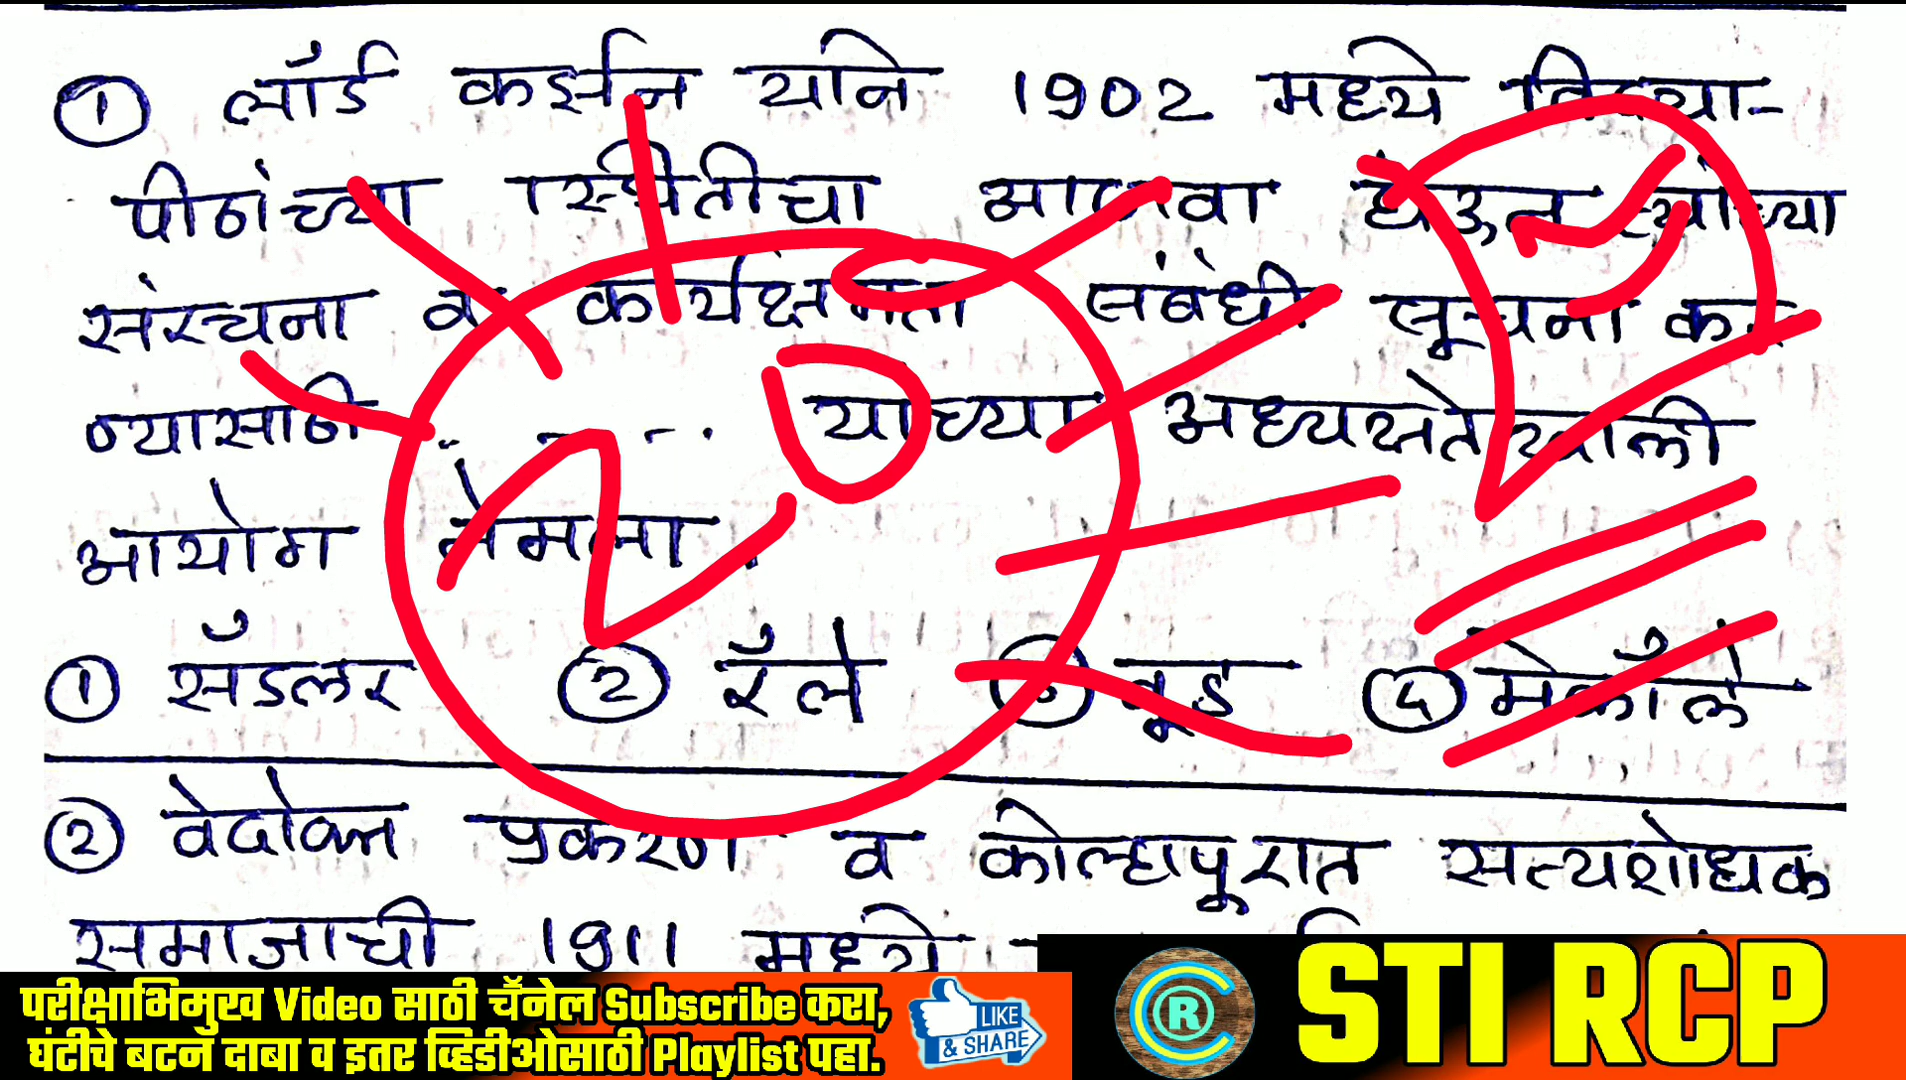 ① लॉर्ड कर्झन याने 1902 मध्ये विद्या-
पीठांच्या स्थितीचा आढावा घेऊन त्यांच्या
संरचना व कार्यक्षमता संबंधी सूचना कर-
ण्यासाठी ..--. याच्या अध्यक्षतेखाली
आयोग नेमला.
① सॅडलर ② रॅले ③ वूड ④ मेकॉले
② वेदोक्त प्रकरण व कोल्हापूरात सत्यशोधक
समाजाची 1911 मध्ये
परीक्षाभिमुख Video साठी चॅनेल Subscribe करा,
घंटीचे बटन दाबा व इतर व्हिडीओसाठी Playlist पहा.
LIKE
& SHARE
R
STI RCP